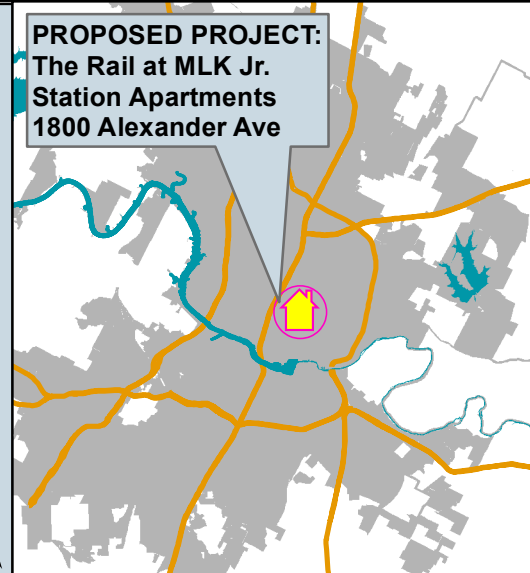 PROPOSED PROJECT:
The Rail at MLK Jr.
Station Apartments
1800 Alexander Ave